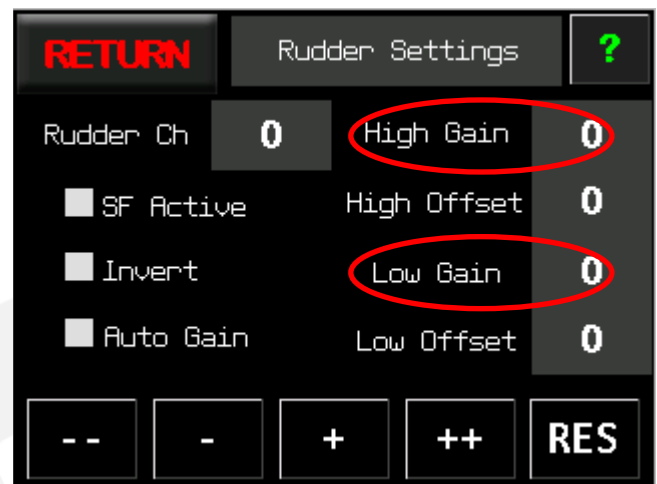 RETURN Rudder Settings ?
Rudder Ch 0 High Gain 0
SF Active High Offset 0
Invert Low Gain 0
Auto Gain Low Offset 0
-- - + ++ RES